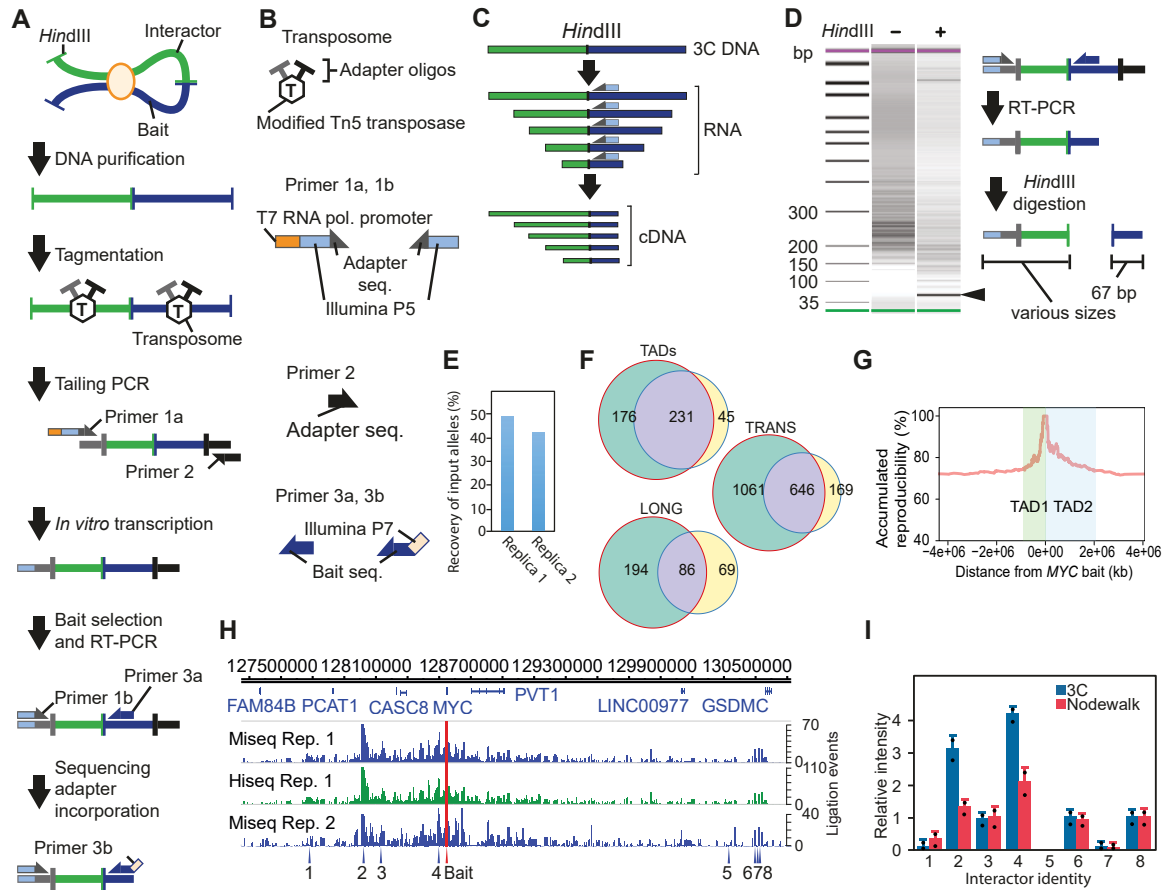 A
HindIII
Interactor
Bait
DNA purification
Tagmentation
T
T
Transposome
Tailing PCR
Primer 1a
Primer 2
In vitro transcription
Bait selection
and RT-PCR
Primer 3a
Primer 1b
Sequencing
adapter
incorporation
Primer 3b
B
Transposome
Adapter oligos
T
Modified Tn5 transposase
Primer 1a, 1b
T7 RNA pol. promoter
Adapter
seq.
Illumina P5
Primer 2
Adapter seq.
Primer 3a, 3b
Illumina P7
Bait seq.
C
HindIII
3C DNA
RNA
cDNA
D
HindIII – +
bp
300
200
150
100
35
RT-PCR
HindIII
digestion
67 bp
various sizes
E
Recovery of input alleles (%)
50
40
30
20
10
0
Replica 1
Replica 2
F
TADs
176 231 45
TRANS
1061 646 169
LONG
194 86 69
G
Accumulated
reproducibility (%)
100
80
60
40
TAD1 TAD2
−4e+06 −2e+06 0e+00 2e+06 4e+06
Distance from MYC bait (kb)
H
127500000 128100000 128700000 129300000 129900000 130500000
FAM84B PCAT1 CASC8 MYC PVT1 LINC00977 GSDMC
Miseq Rep. 1
70
0
Hiseq Rep. 1
110
0
Miseq Rep. 2
40
0
Ligation events
1 2 3 4 Bait 5 678
I
3C
Nodewalk
Relative intensity
4
3
2
1
0
1 2 3 4 5 6 7 8
Interactor identity